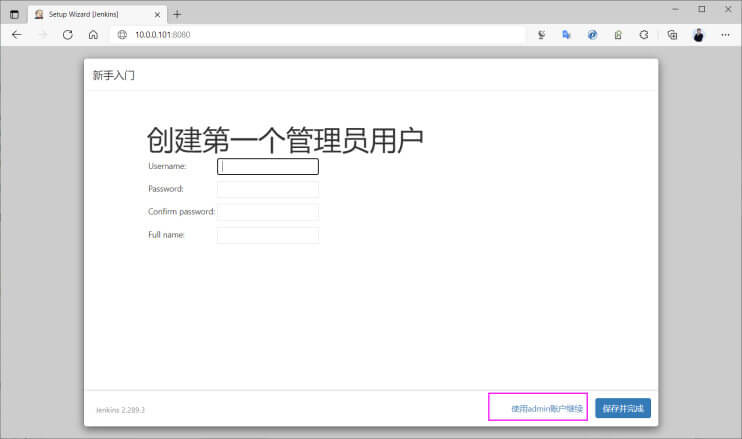 Setup Wizard [Jenkins]
10.0.0.101:8080
新手入门
创建第一个管理员用户
Username:
Password:
Confirm password:
Full name:
Jenkins 2.289.3
使用admin账户继续
保存并完成